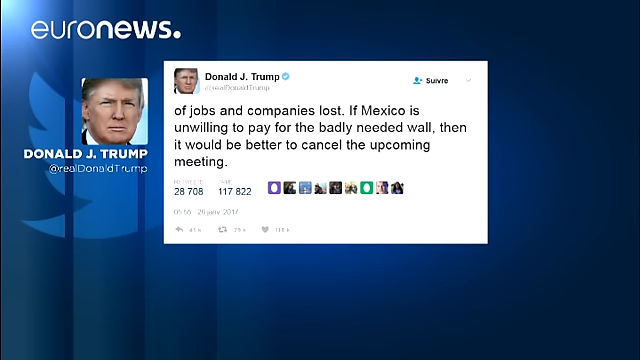 euronews.
Donald J. Trump
@realDonaldTrump
Suivre
of jobs and companies lost. If Mexico is
unwilling to pay for the badly needed wall, then
it would be better to cancel the upcoming
meeting.
28 708 117 822
05:55 - 26 janv. 2017
DONALD J. TRUMP
@realDonaldTrump